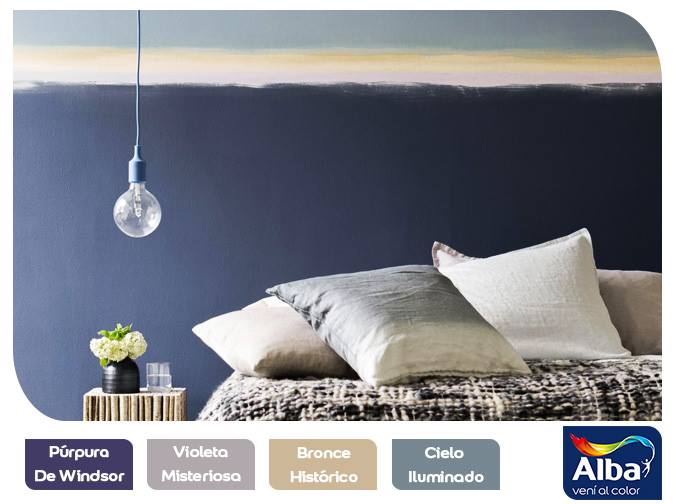 Púrpura
De Windsor
Violeta
Misteriosa
Bronce
Histórico
Cielo
Iluminado
Alba
vení al color